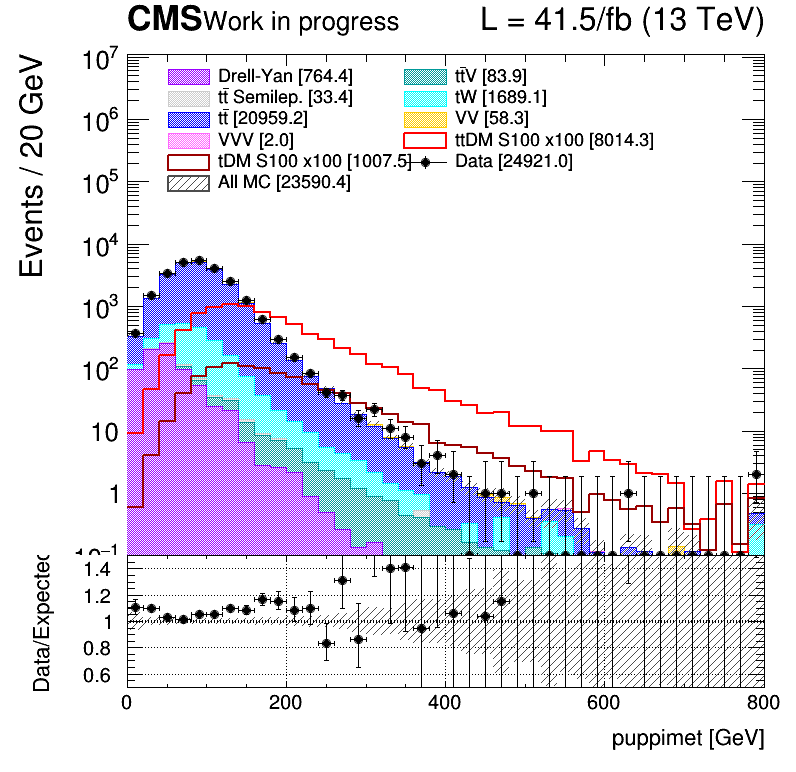 CMS Work in progress L = 41.5/fb (13 TeV)
Events / 20 GeV
10⁷
10⁶
10⁵
10⁴
10³
10²
10
1
10⁻¹
Drell-Yan [764.4]
tt̄ Semilep. [33.4]
tt̄ [20959.2]
VVV [2.0]
tDM S100 x100 [1007.5]
All MC [23590.4]
tt̄V [83.9]
tW [1689.1]
VV [58.3]
ttDM S100 x100 [8014.3]
Data [24921.0]
Data/Expected
1.4
1.2
1
0.8
0.6
0 200 400 600 800
puppimet [GeV]